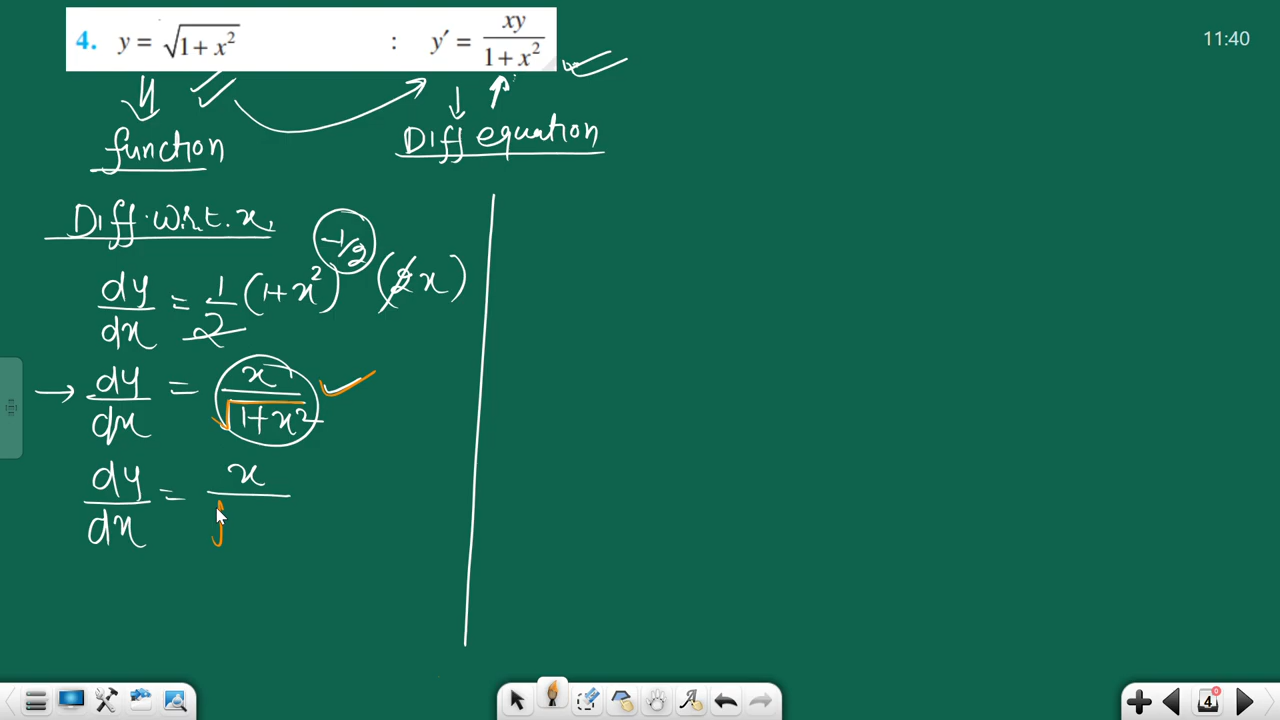 4. y = √(1 + x²) : y′ = xy / (1 + x²)
11:40
function
Diff equation
Diff. w.r.t. x,
dy/dx = 1/2 (1+x²)^(-1/2) (2x)
→ dy/dx = x / √(1+x²)
dy/dx = x
4
0